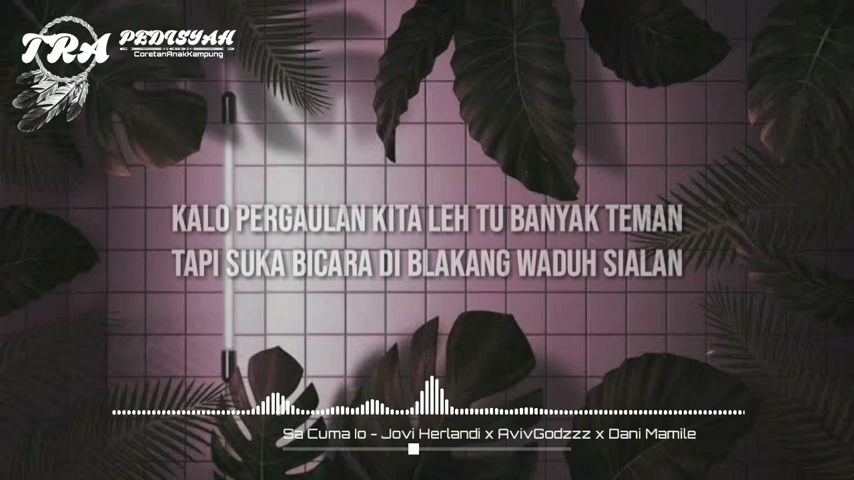 TRA
PEDISYAH
CoretanAnakKampung
KALO PERGAULAN KITA LEH TU BANYAK TEMAN
TAPI SUKA BICARA DI BLAKANG WADUH SIALAN
Sa Cuma Io - Jovi Herlandi x AvivGodzzz x Dani Mamile